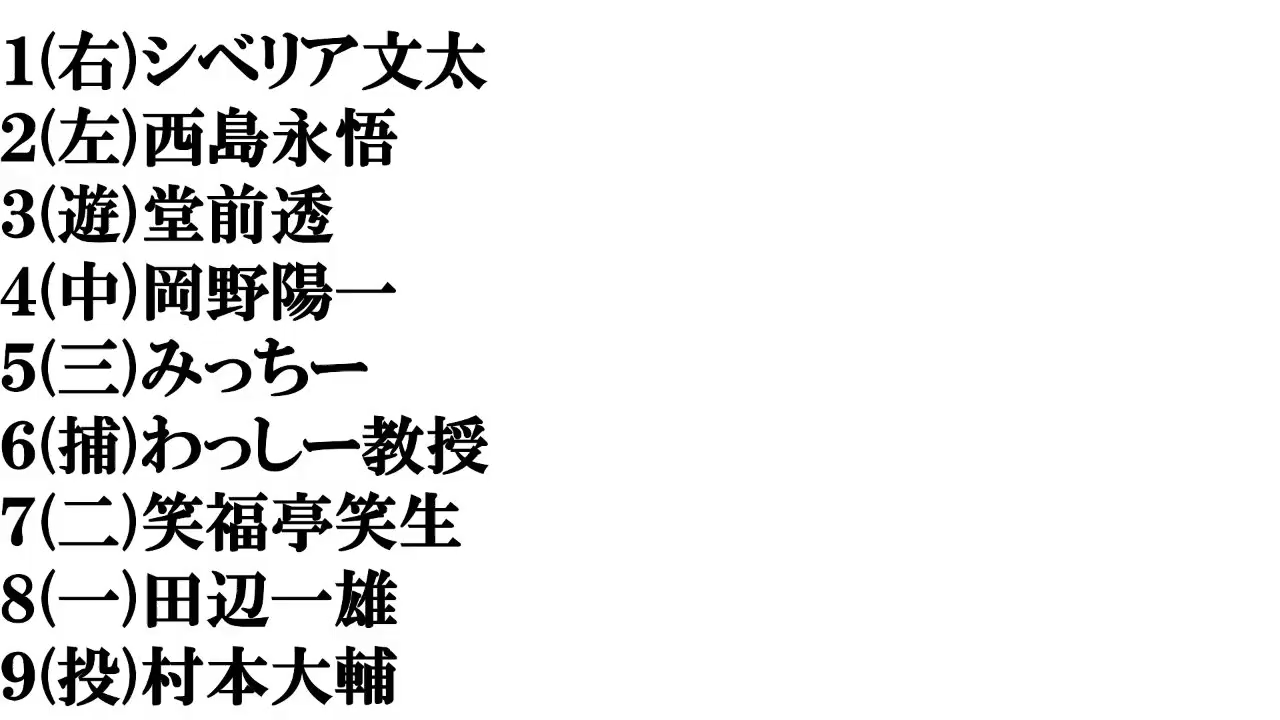 1(右)シベリア文太
2(左)西島永悟
3(遊)堂前透
4(中)岡野陽一
5(三)みっちー
6(捕)わっしー教授
7(二)笑福亭笑生
8(一)田辺一雄
9(投)村本大輔